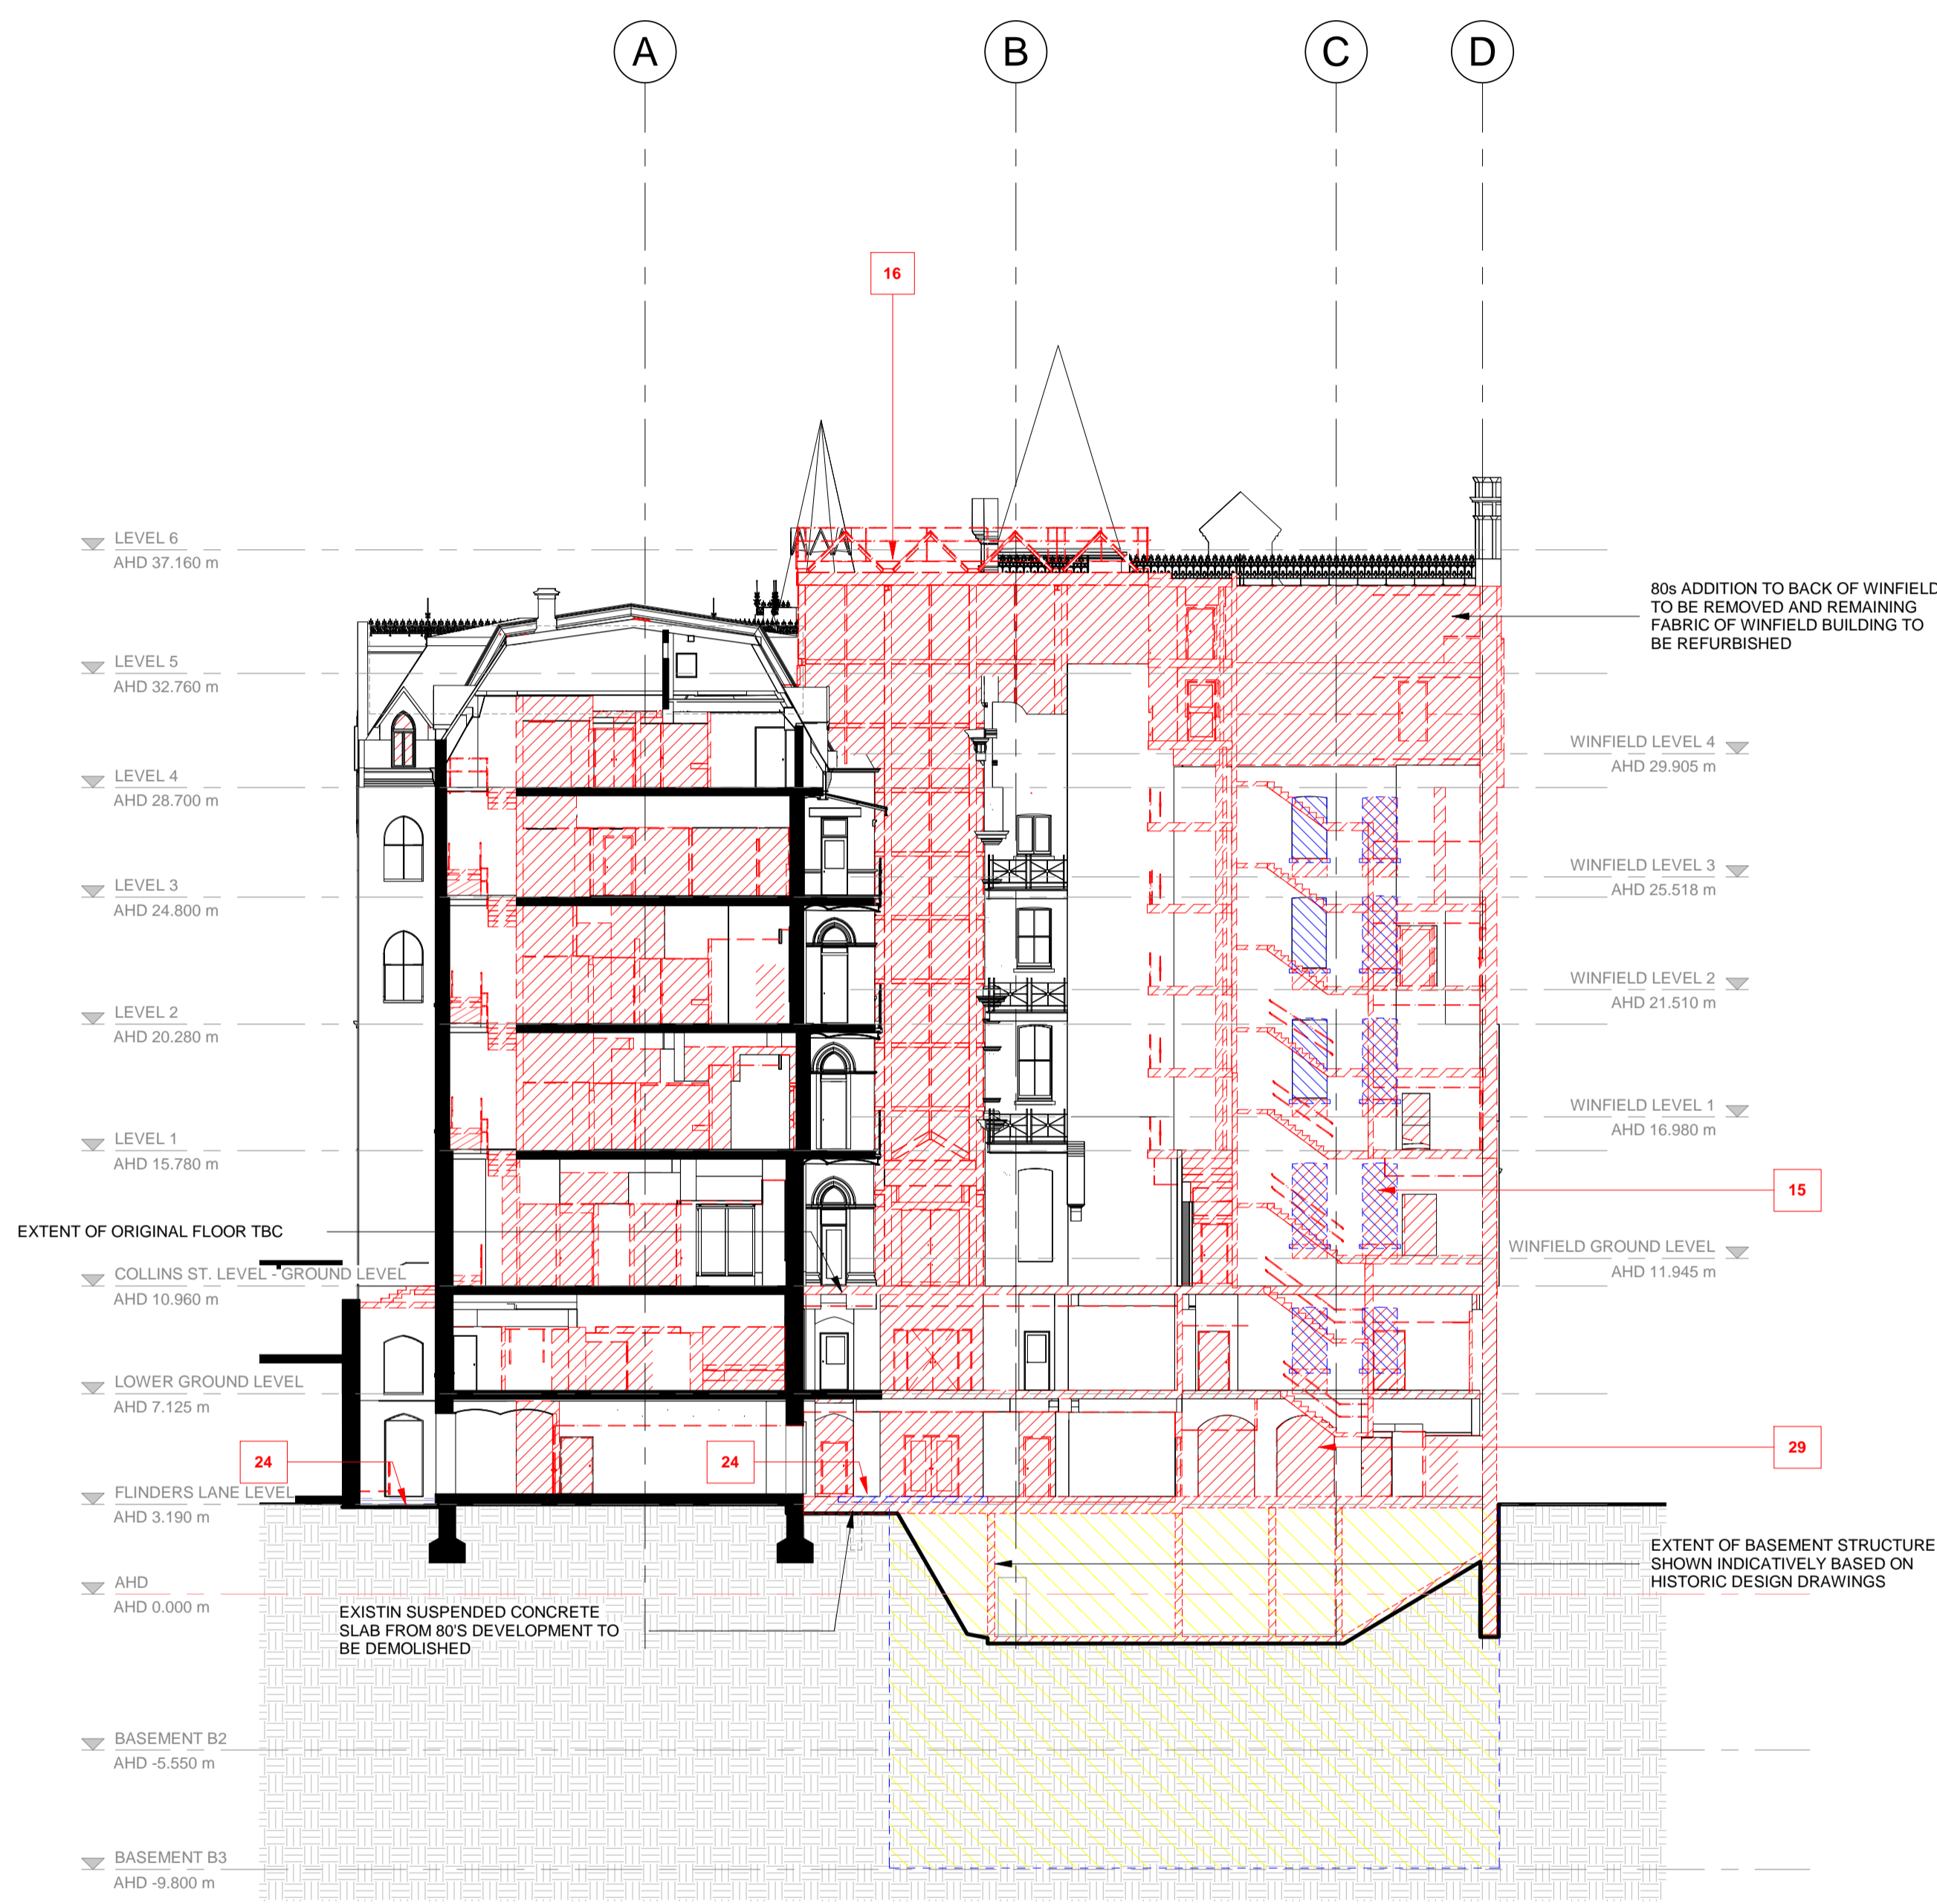 A
B
C
D
16
LEVEL 6
AHD 37.160 m
80s ADDITION TO BACK OF WINFIELD
TO BE REMOVED AND REMAINING
FABRIC OF WINFIELD BUILDING TO
BE REFURBISHED
LEVEL 5
AHD 32.760 m
WINFIELD LEVEL 4
AHD 29.905 m
LEVEL 4
AHD 28.700 m
WINFIELD LEVEL 3
AHD 25.518 m
LEVEL 3
AHD 24.800 m
WINFIELD LEVEL 2
AHD 21.510 m
LEVEL 2
AHD 20.280 m
WINFIELD LEVEL 1
AHD 16.980 m
LEVEL 1
AHD 15.780 m
15
EXTENT OF ORIGINAL FLOOR TBC
WINFIELD GROUND LEVEL
AHD 11.945 m
COLLINS ST. LEVEL - GROUND LEVEL
AHD 10.960 m
LOWER GROUND LEVEL
AHD 7.125 m
24
24
29
FLINDERS LANE LEVEL
AHD 3.190 m
EXTENT OF BASEMENT STRUCTURE
SHOWN INDICATIVELY BASED ON
HISTORIC DESIGN DRAWINGS
AHD
AHD 0.000 m
EXISTIN SUSPENDED CONCRETE
SLAB FROM 80'S DEVELOPMENT TO
BE DEMOLISHED
BASEMENT B2
AHD -5.550 m
BASEMENT B3
AHD -9.800 m